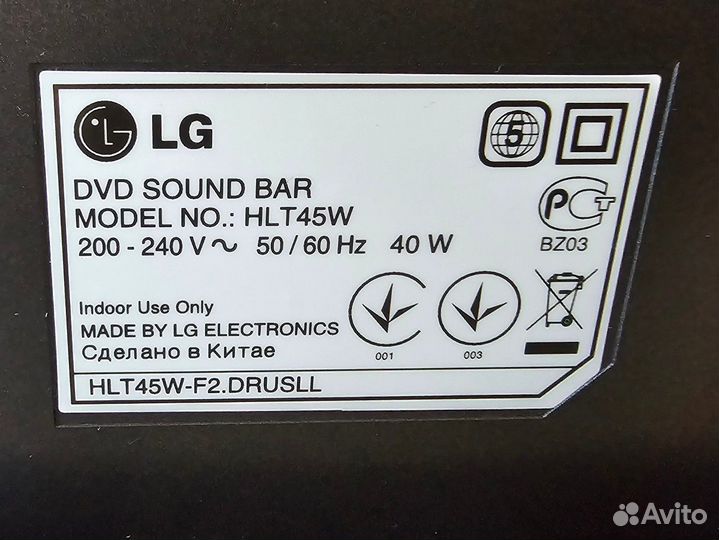 LG
5
DVD SOUND BAR
MODEL NO.: HLT45W
200 - 240 V ~ 50 / 60 Hz 40 W
PCT
BZ03
Indoor Use Only
MADE BY LG ELECTRONICS
Сделано в Китае
001
003
HLT45W-F2.DRUSLL
Avito